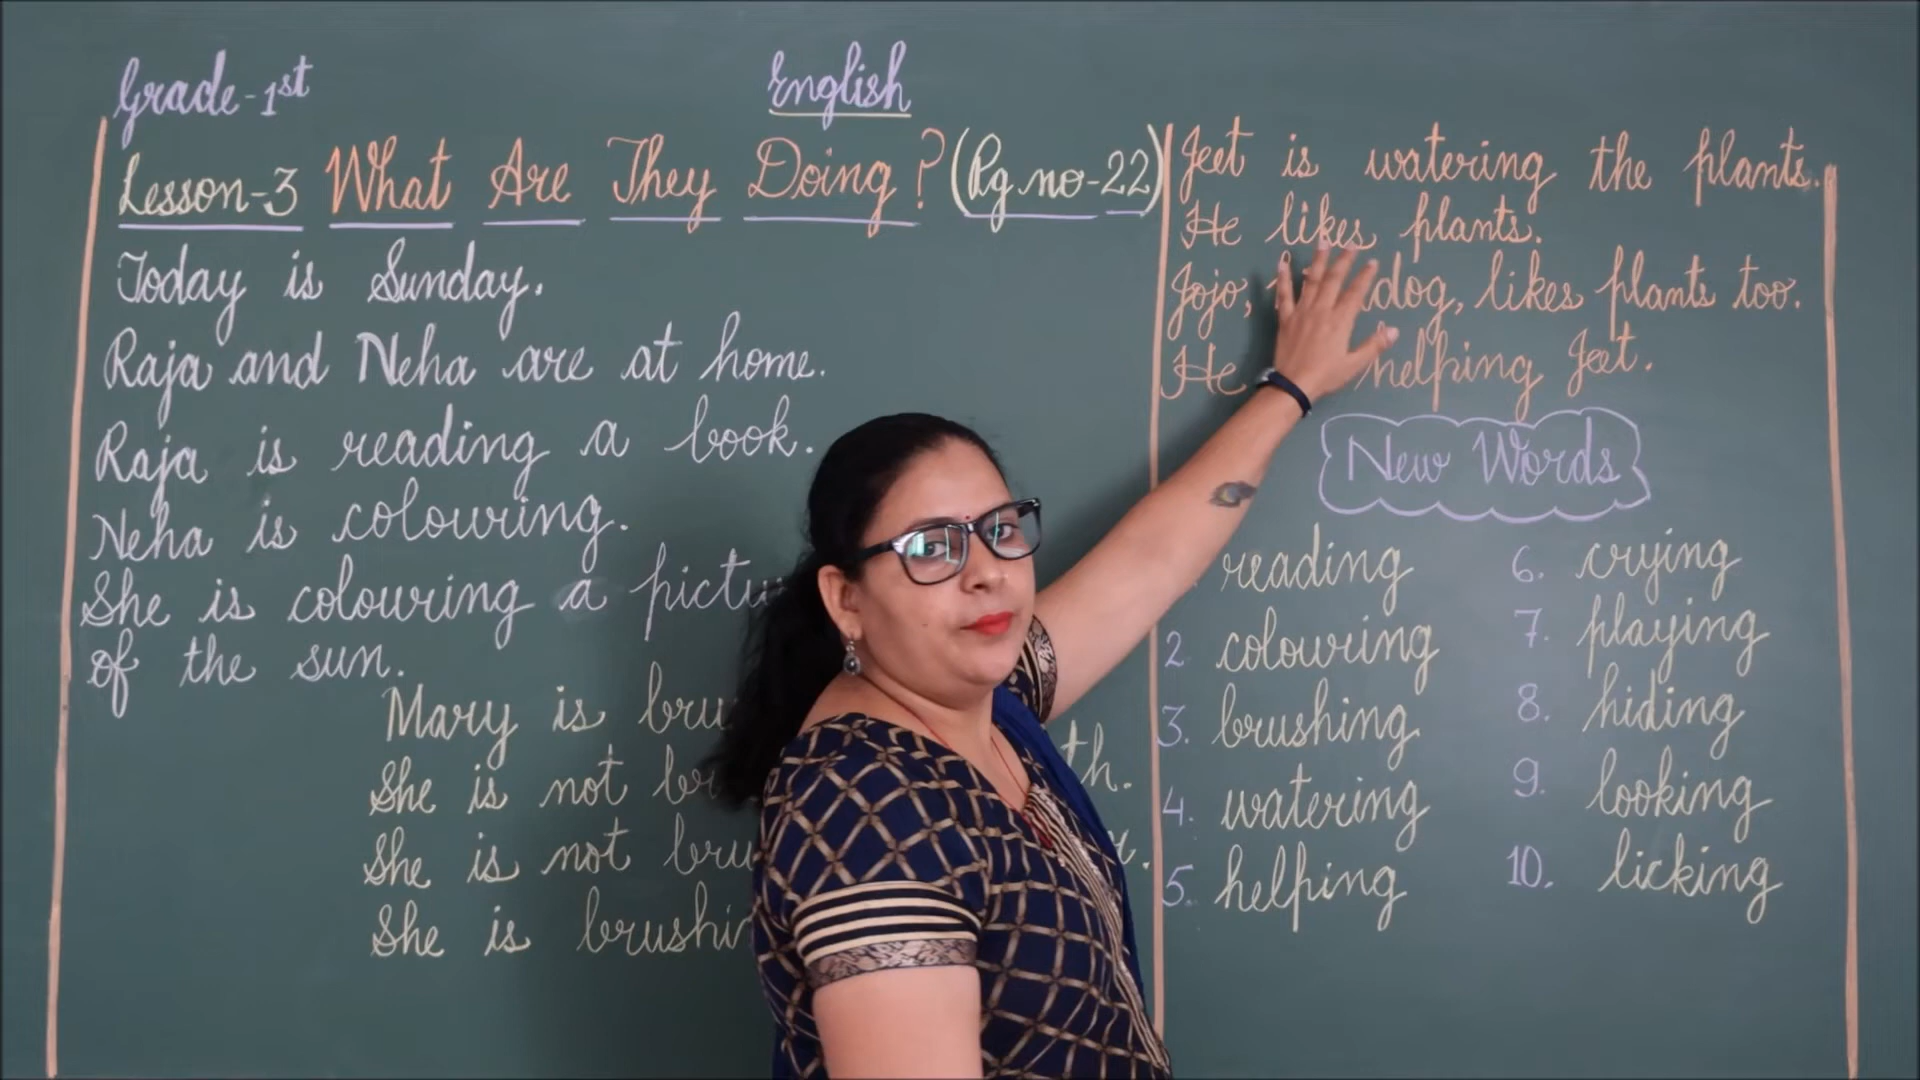 Grade-1st
English
Lesson-3 What Are They Doing? (Pg.no-22)
Today is Sunday.
Raja and Neha are at home.
Raja is reading a book.
Neha is colouring.
She is colouring a
of the sun.
Mary is
She is not
She is not
She is
Jeet is watering the plants.
He likes plants.
Jojo, dog, likes plants too.
He helping Jeet.
New Words
reading
2 colouring
3. brushing
4. watering
5. helping
6. crying
7. playing
8. hiding
9. looking
10. licking